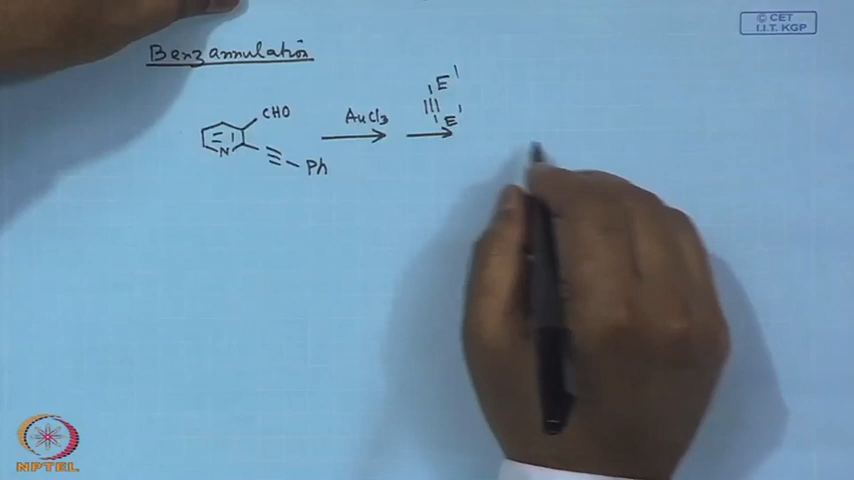 © CET
I.I.T. KGP
Benzannulation
CHO
AuCl3
E'
E'
N
Ph
NPTEL